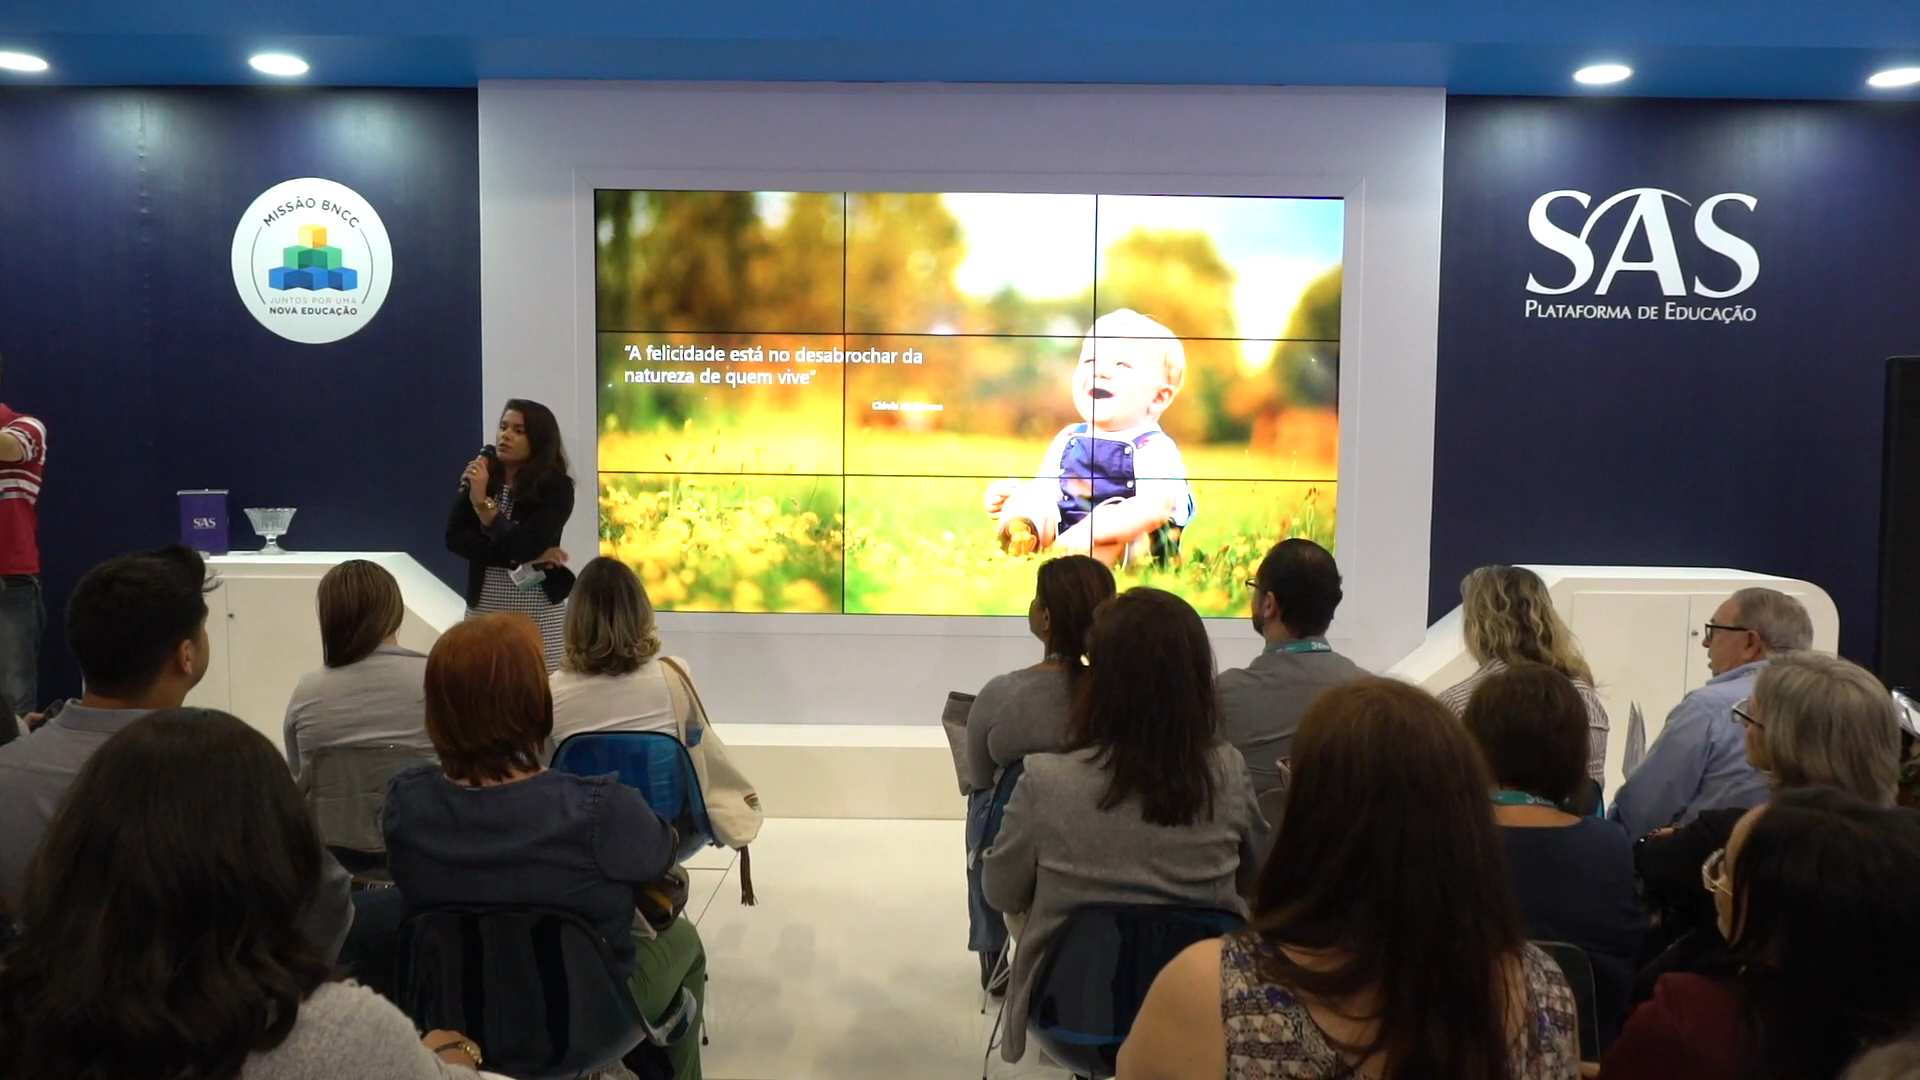 MISSÃO BNCC
JUNTOS POR UMA
NOVA EDUCAÇÃO
"A felicidade está no desabrochar da
natureza de quem vive"
SAS
PLATAFORMA DE EDUCAÇÃO
SAS